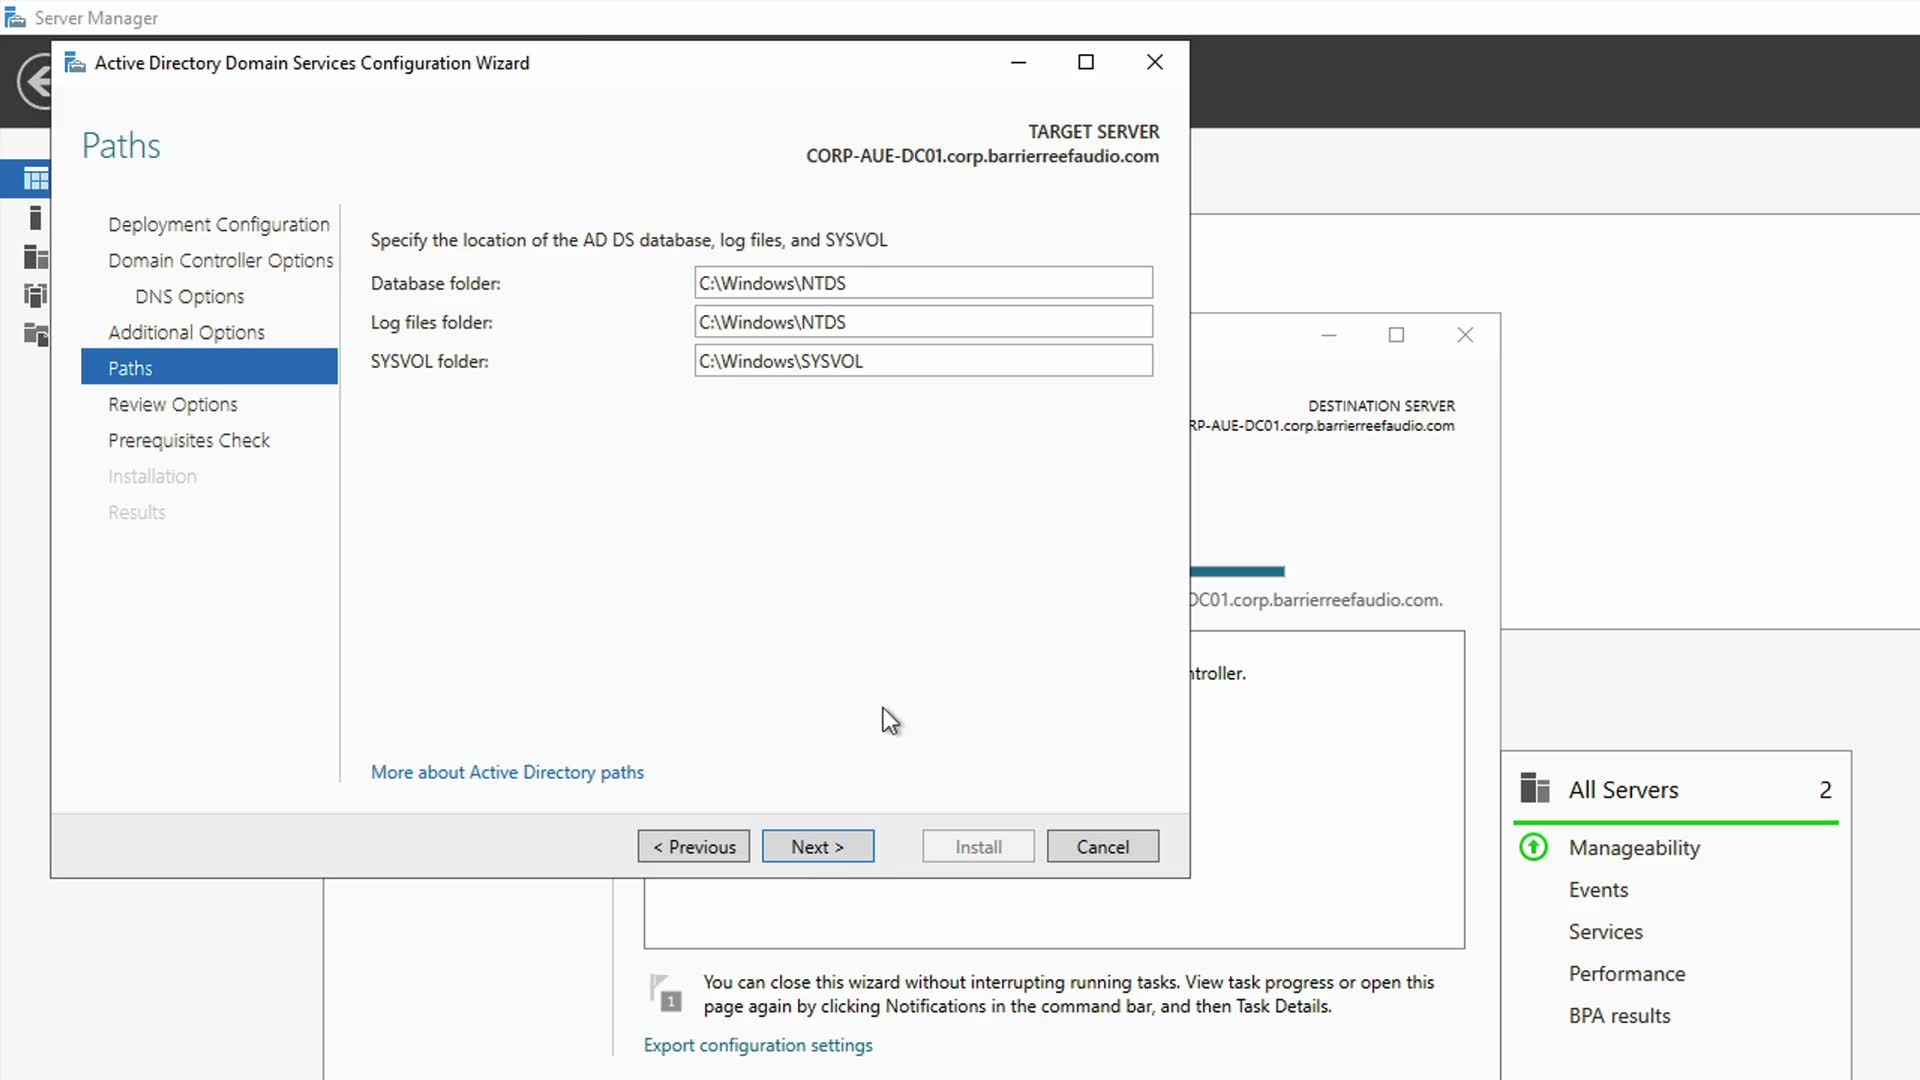 Server Manager
Active Directory Domain Services Configuration Wizard
Paths
TARGET SERVER
CORP-AUE-DC01.corp.barrierreefaudio.com
Deployment Configuration
Domain Controller Options
DNS Options
Additional Options
Paths
Review Options
Prerequisites Check
Installation
Results
Specify the location of the AD DS database, log files, and SYSVOL
Database folder:
C:\Windows\NTDS
Log files folder:
C:\Windows\NTDS
SYSVOL folder:
C:\Windows\SYSVOL
More about Active Directory paths
< Previous
Next >
Install
Cancel
DESTINATION SERVER
RP-AUE-DC01.corp.barrierreefaudio.com
DC01.corp.barrierreefaudio.com.
ntroller.
1
You can close this wizard without interrupting running tasks. View task progress or open this
page again by clicking Notifications in the command bar, and then Task Details.
Export configuration settings
All Servers
2
Manageability
Events
Services
Performance
BPA results